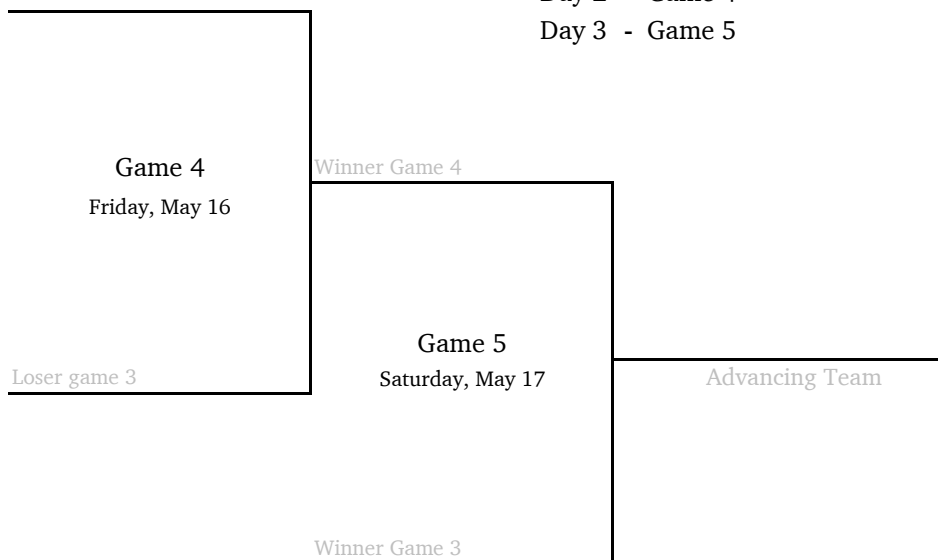 Day 3 - Game 5
Game 4
Winner Game 4
Friday, May 16
Game 5
Loser game 3
Saturday, May 17
Advancing Team
Winner Game 3